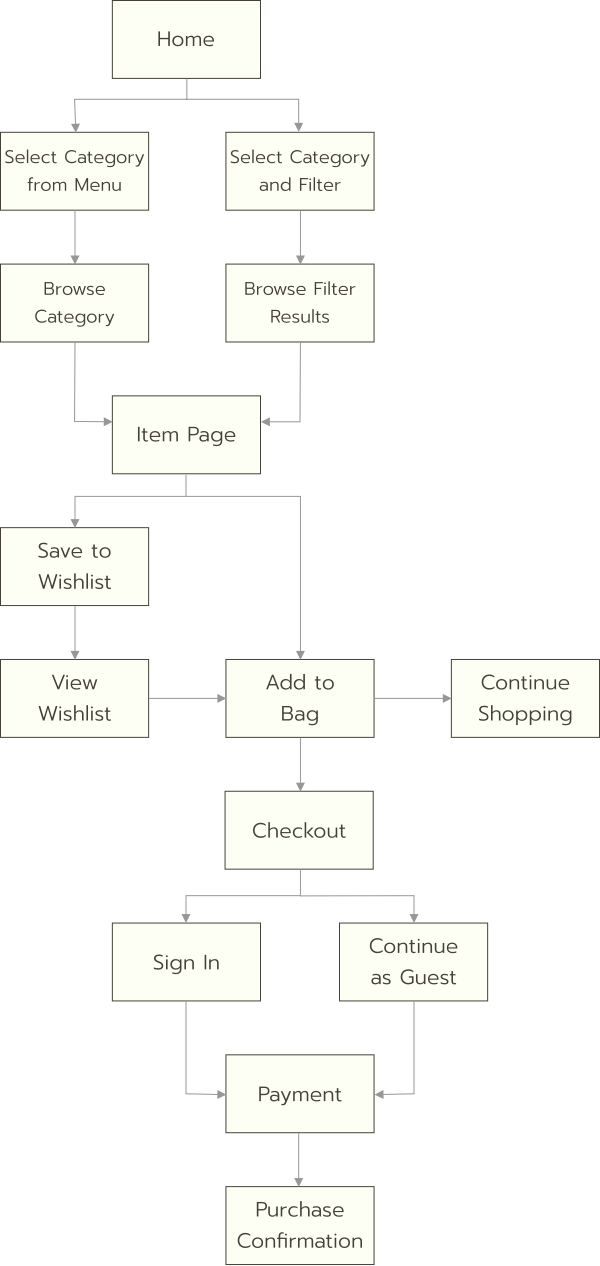 Home
Select Category
from Menu
Select Category
and Filter
Browse
Category
Browse Filter
Results
Item Page
Save to
Wishlist
View
Wishlist
Add to
Bag
Continue
Shopping
Checkout
Sign In
Continue
as Guest
Payment
Purchase
Confirmation